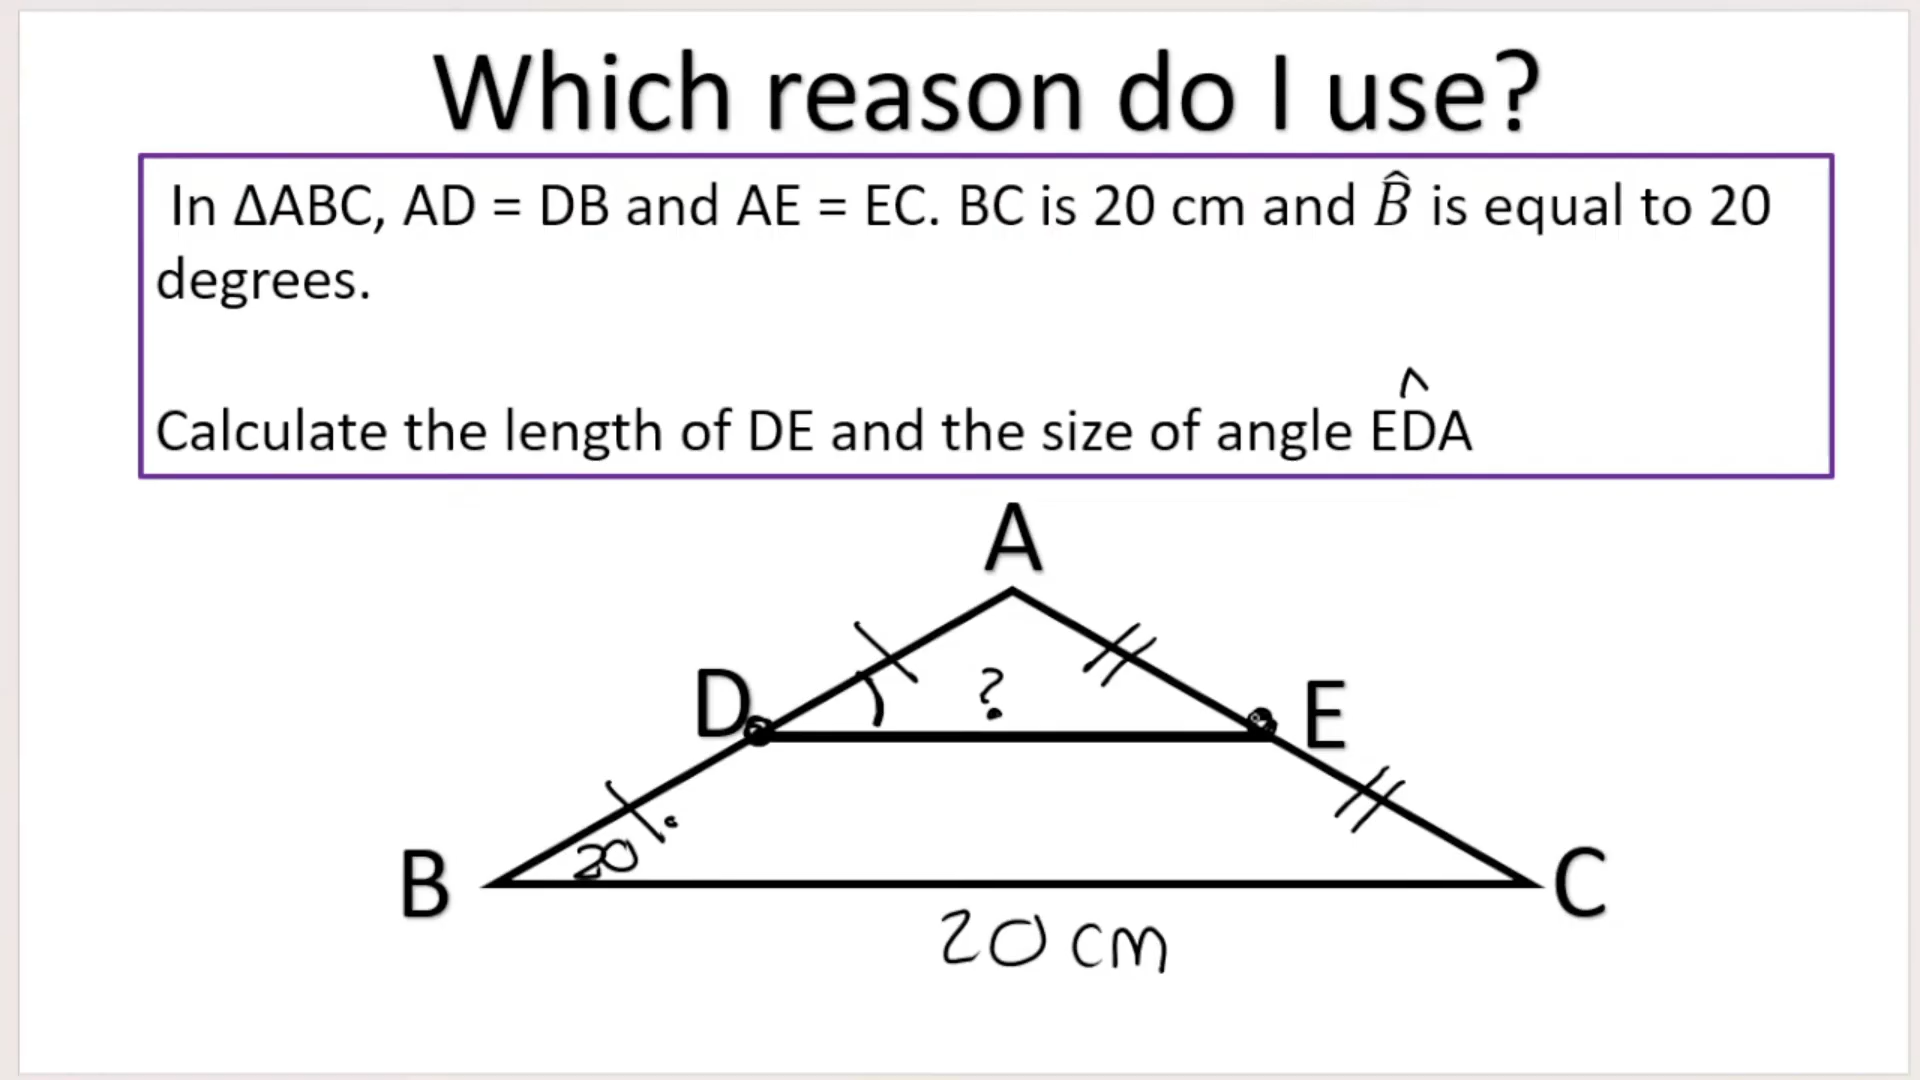 Which reason do I use?
In ΔABC, AD = DB and AE = EC. BC is 20 cm and B̂ is equal to 20
degrees.
Calculate the length of DE and the size of angle ED̂A
A
?
D
E
20°
B
C
20 cm